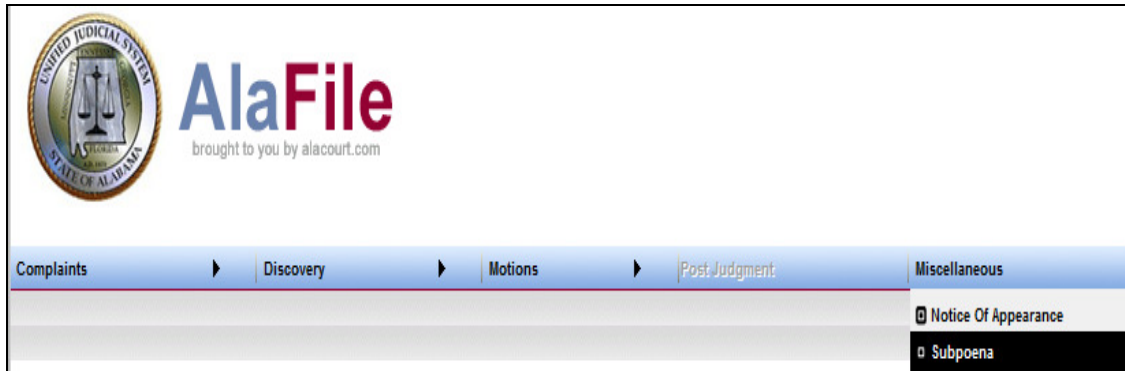 UNIFIED JUDICIAL SYSTEM
STATE OF ALABAMA
FLORIDA
AlaFile
brought to you by alacourt.com
Complaints
Discovery
Motions
Post Judgment
Miscellaneous
Notice Of Appearance
Subpoena